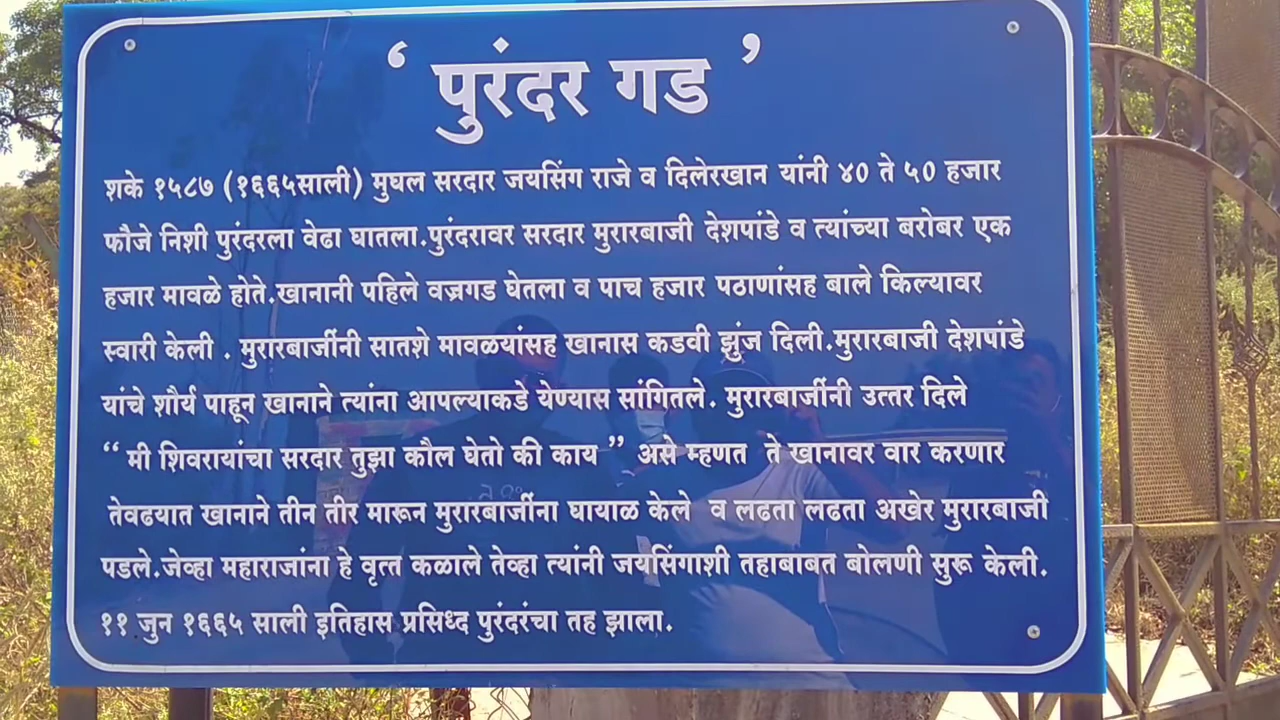 ‘ पुरंदर गड ’
शके १५८७ (१६६५साली) मुघल सरदार जयसिंग राजे व दिलेरखान यांनी ४० ते ५० हजार
फौजे निशी पुरंदरला वेढा घातला.पुरंदरावर सरदार मुरारबाजी देशपांडे व त्यांच्या बरोबर एक
हजार मावळे होते.खानानी पहिले वज्रगड घेतला व पाच हजार पठाणांसह बाले किल्यावर
स्वारी केली . मुरारबार्जीनी सातशे मावळयांसह खानास कडवी झुंज दिली.मुरारबाजी देशपांडे
यांचे शौर्य पाहून खानाने त्यांना आपल्याकडे येण्यास सांगितले. मुरारबार्जीनी उत्तर दिले
“ मी शिवरायांचा सरदार तुझा कौल घेतो की काय ” असे म्हणत ते खानावर वार करणार
तेवढयात खानाने तीन तीर मारून मुरारबार्जीना घायाळ केले व लढता लढता अखेर मुरारबाजी
पडले.जेव्हा महाराजांना हे वृत्त कळाले तेव्हा त्यांनी जयसिंगाशी तहाबाबत बोलणी सुरू केली.
११ जुन १६६५ साली इतिहास प्रसिध्द पुरंदरंचा तह झाला.